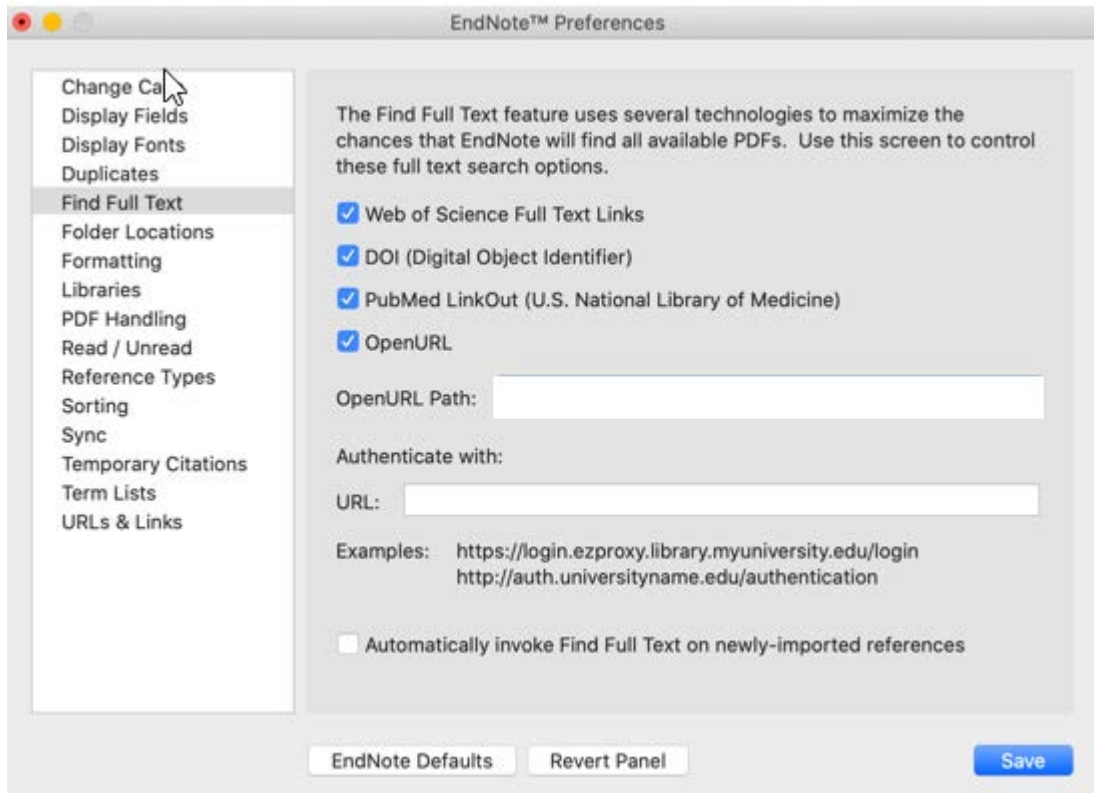 EndNote™ Preferences
Change Ca
Display Fields
Display Fonts
Duplicates
Find Full Text
Folder Locations
Formatting
Libraries
PDF Handling
Read / Unread
Reference Types
Sorting
Sync
Temporary Citations
Term Lists
URLs & Links
The Find Full Text feature uses several technologies to maximize the
chances that EndNote will find all available PDFs.  Use this screen to control
these full text search options.
Web of Science Full Text Links
DOI (Digital Object Identifier)
PubMed LinkOut (U.S. National Library of Medicine)
OpenURL
OpenURL Path:
Authenticate with:
URL:
Examples: https://login.ezproxy.library.myuniversity.edu/login
http://auth.universityname.edu/authentication
Automatically invoke Find Full Text on newly-imported references
EndNote Defaults Revert Panel Save